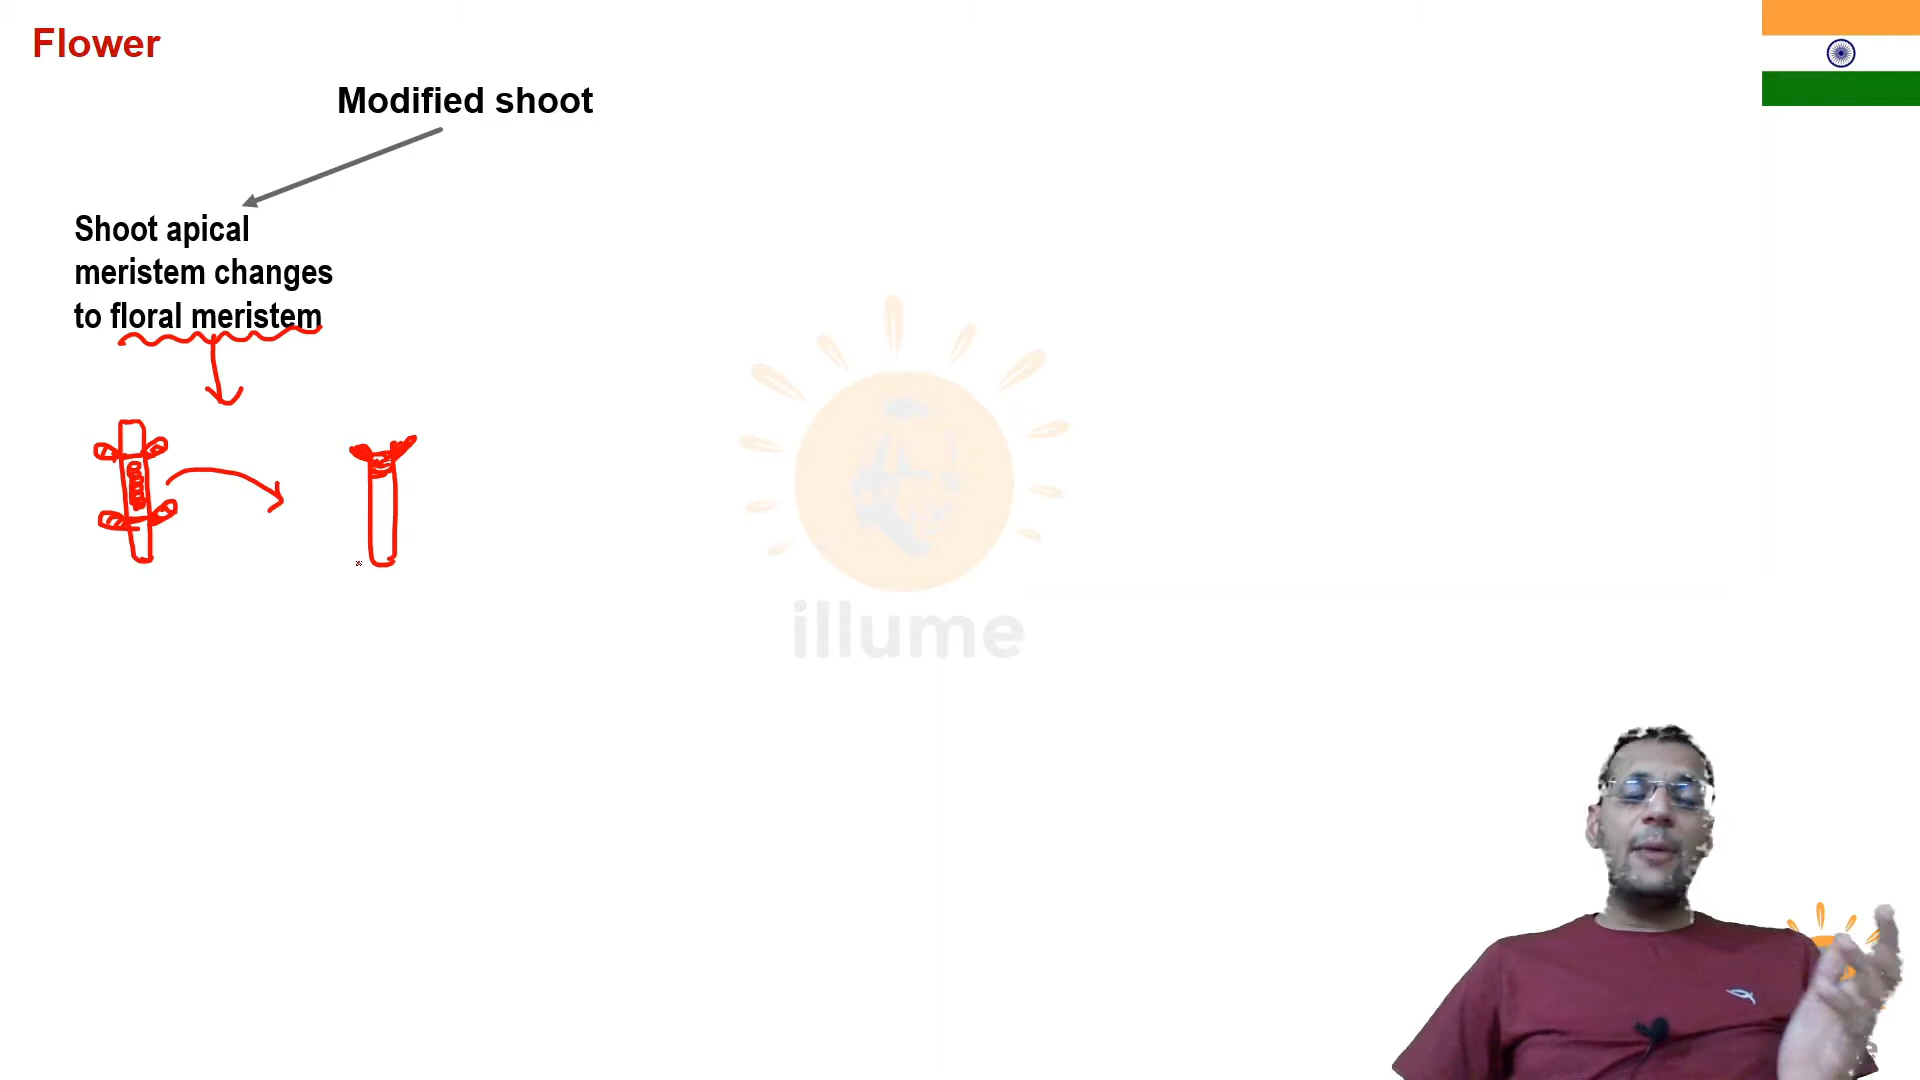 Flower
Modified shoot
Shoot apical
meristem changes
to floral meristem
illume